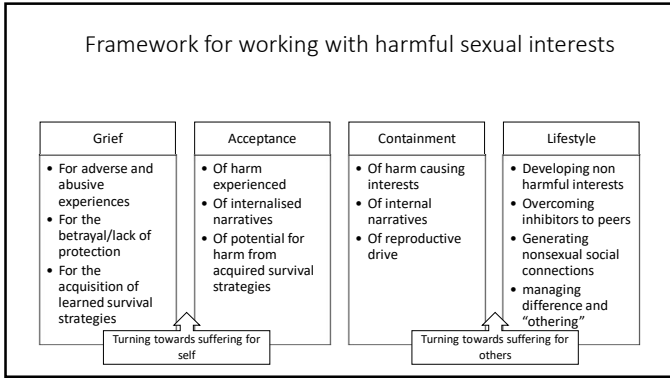 Framework for working with harmful sexual interests
Grief
• For adverse and
abusive
experiences
• For the
betrayal/lack of
protection
• For the
acquisition of
learned survival
strategies
Acceptance
• Of harm
experienced
• Of internalised
narratives
• Of potential for
harm from
acquired survival
strategies
Turning towards suffering for
self
Containment
• Of harm causing
interests
• Of internal
narratives
• Of reproductive
drive
Lifestyle
• Developing non
harmful interests
• Overcoming
inhibitors to peers
• Generating
nonsexual social
connections
• managing
difference and
“othering”
Turning towards suffering for
others